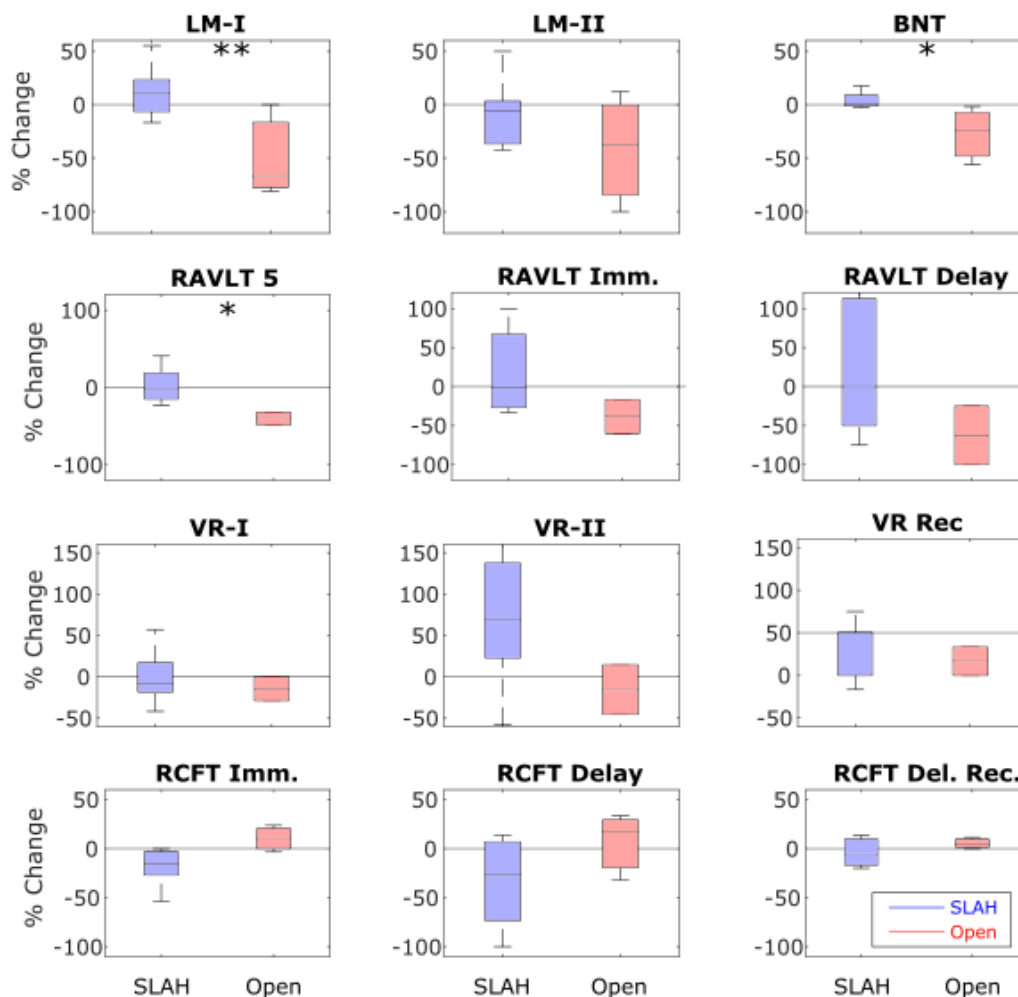 LM-I
LM-II
BNT
% Change
50
0
-50
-100
**
50
0
-50
-100
50
0
-50
-100
*
RAVLT 5
RAVLT Imm.
RAVLT Delay
% Change
100
0
-100
*
100
50
0
-50
-100
100
50
0
-50
-100
VR-I
VR-II
VR Rec
% Change
150
100
50
0
-50
150
100
50
0
-50
150
100
50
0
-50
RCFT Imm.
RCFT Delay
RCFT Del. Rec.
% Change
50
0
-50
-100
50
0
-50
-100
50
0
-50
-100
SLAH
Open
SLAH Open
SLAH Open
SLAH Open